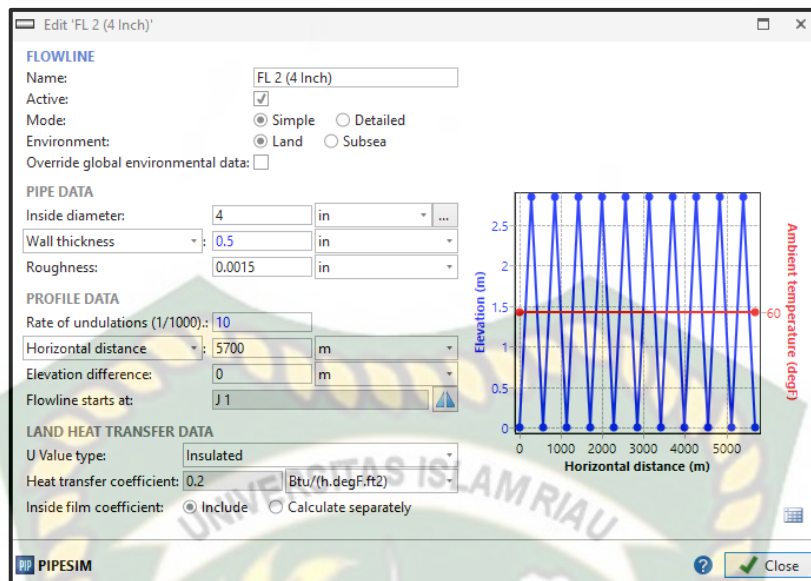 Edit 'FL 2 (4 Inch)'
FLOWLINE
Name: FL 2 (4 Inch)
Active:
Mode: Simple Detailed
Environment: Land Subsea
Override global environmental data:
PIPE DATA
Inside diameter: 4 in ...
Wall thickness : 0.5 in
Roughness: 0.0015 in
PROFILE DATA
Rate of undulations (1/1000).: 10
Horizontal distance : 5700 m
Elevation difference: 0 m
Flowline starts at: J 1
LAND HEAT TRANSFER DATA
U Value type: Insulated
Heat transfer coefficient: 0.2 Btu/(h.degF.ft2)
Inside film coefficient: Include Calculate separately
Elevation (m)
2.5
2
1.5
1
0.5
0
0 1000 2000 3000 4000 5000
Horizontal distance (m)
60
Ambient temperature (degF)
UNIVERSITAS ISLAM RIAU
PIP PIPESIM
? Close